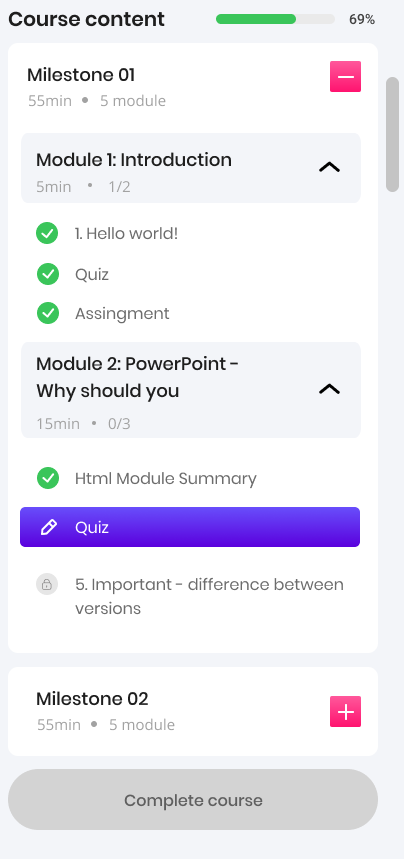 Course content
69%
Milestone 01
55min • 5 module
Module 1: Introduction
5min • 1/2
1. Hello world!
Quiz
Assingment
Module 2: PowerPoint -
Why should you
15min • 0/3
Html Module Summary
Quiz
5. Important - difference between
versions
Milestone 02
55min • 5 module
Complete course